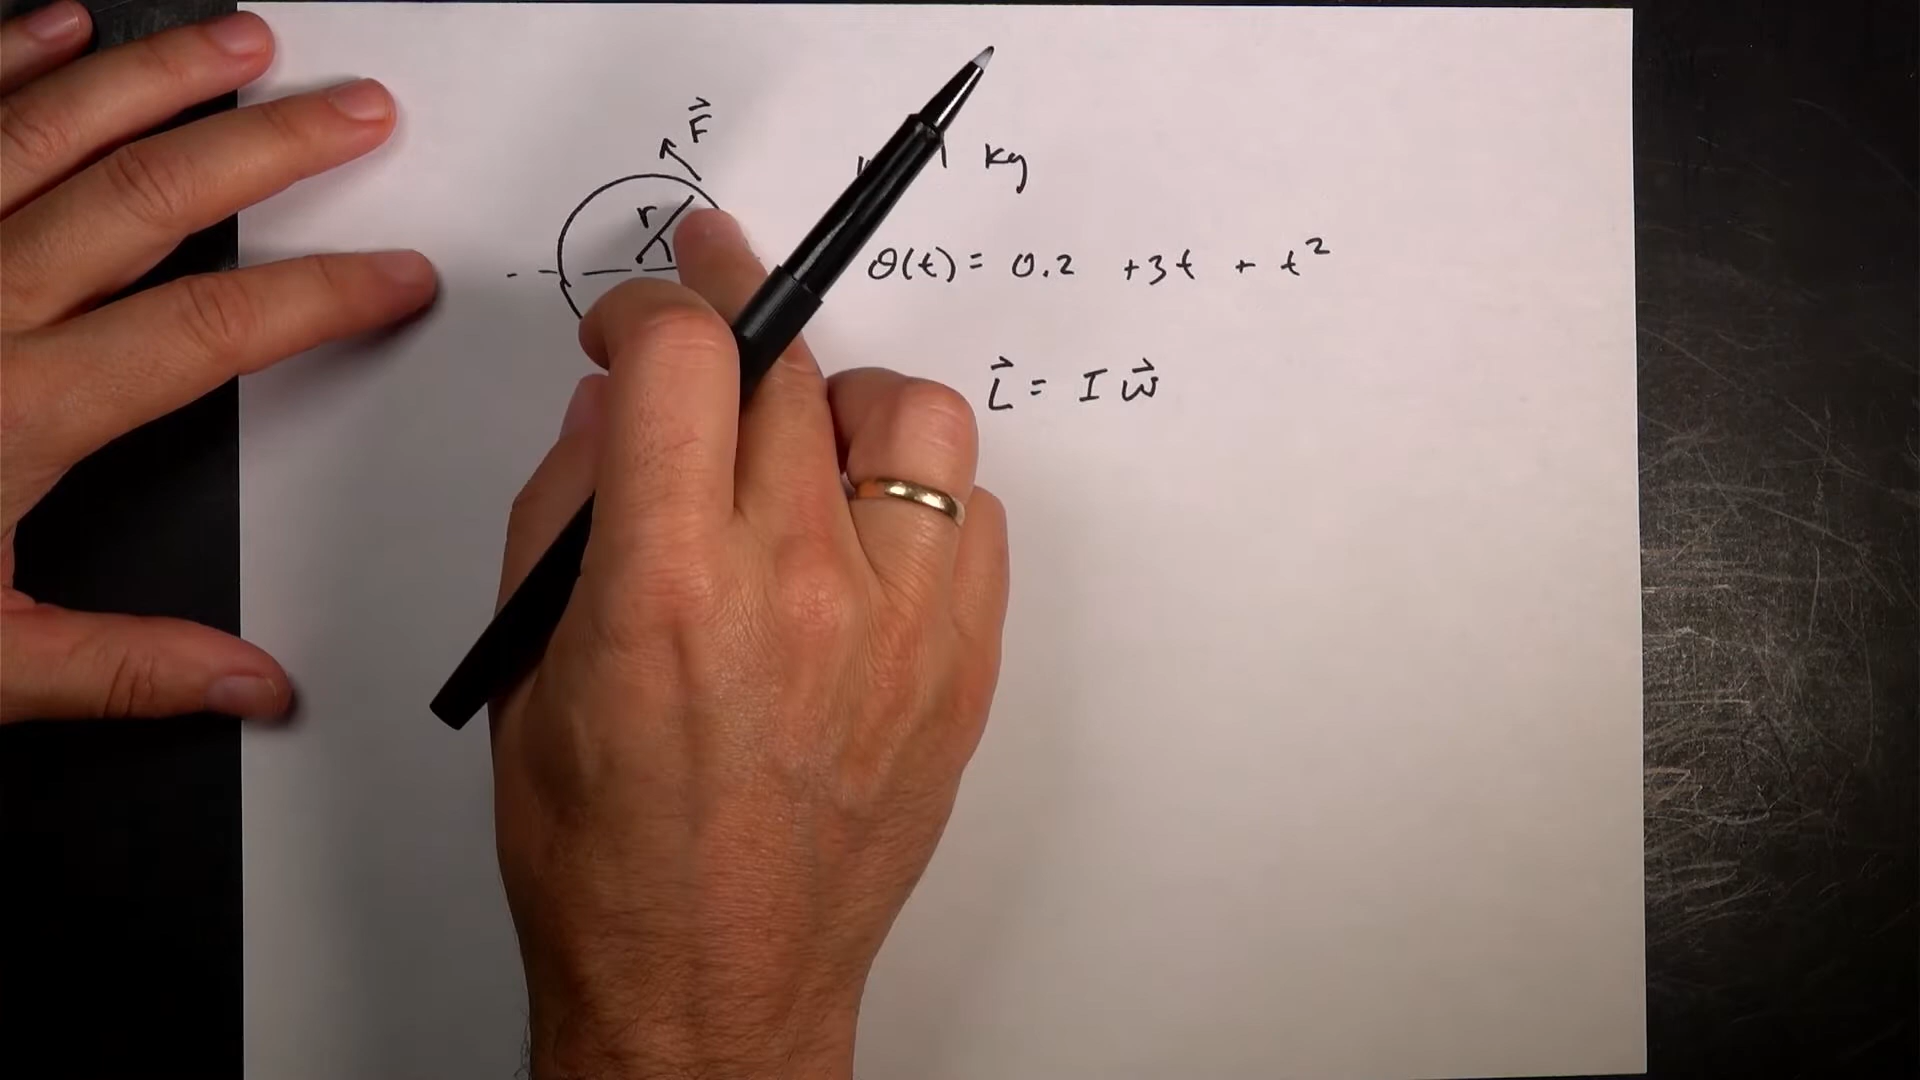 F⃗
r
kg
θ(t) = 0.2 + 3t + t²
L⃗ = I ω⃗